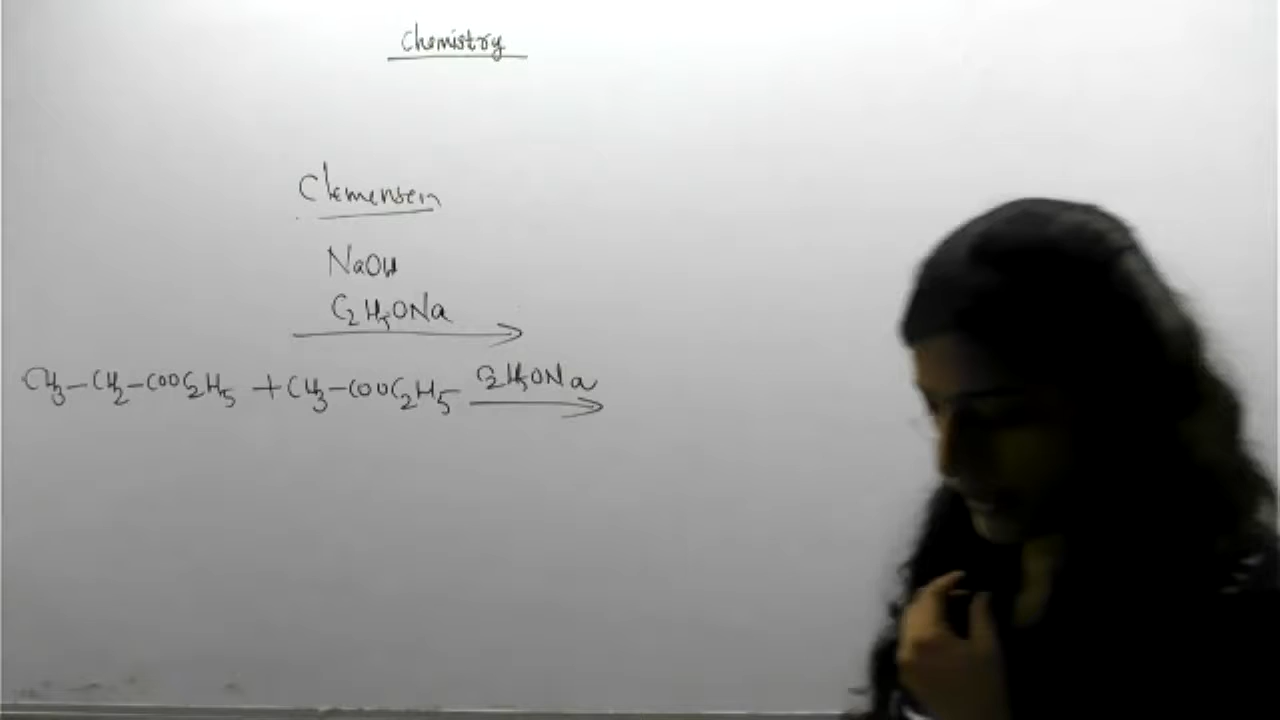 Chemistry
Clemensen
NaOH
C2H5ONa
CH3-CH2-COOC2H5 + CH3-COOC2H5 C2H5ONa